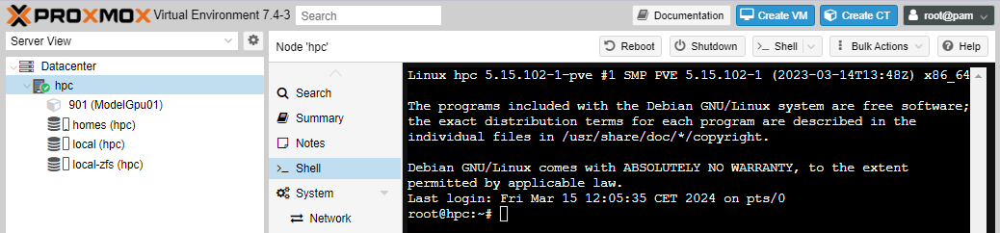 PROXMOX Virtual Environment 7.4-3 Search Documentation Create VM Create CT root@pam
Server View
Node 'hpc' Reboot Shutdown Shell Bulk Actions Help
Datacenter
hpc
901 (ModelGpu01)
homes (hpc)
local (hpc)
local-zfs (hpc)
Search
Summary
Notes
Shell
System
Network
Linux hpc 5.15.102-1-pve #1 SMP PVE 5.15.102-1 (2023-03-14T13:48Z) x86_64
The programs included with the Debian GNU/Linux system are free software;
the exact distribution terms for each program are described in the
individual files in /usr/share/doc/*/copyright.
Debian GNU/Linux comes with ABSOLUTELY NO WARRANTY, to the extent
permitted by applicable law.
Last login: Fri Mar 15 12:05:35 CET 2024 on pts/0
root@hpc:~#